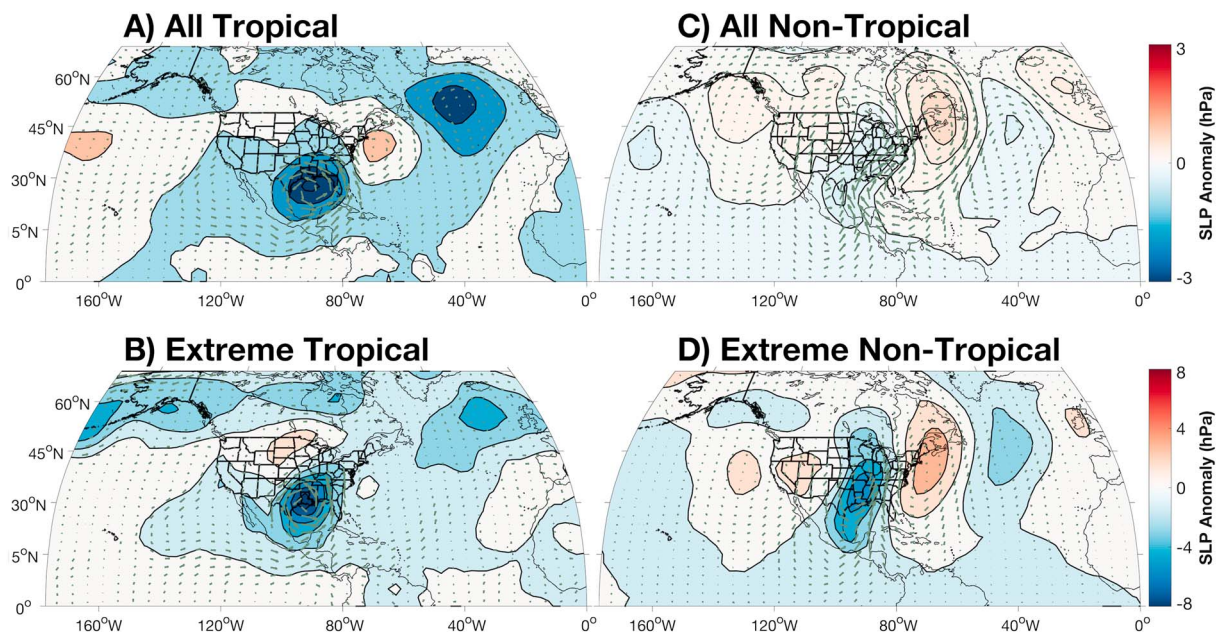 A) All Tropical
C) All Non-Tropical
60°N
45°N
30°N
15°N
0°
160°W
120°W
80°W
40°W
0°
160°W
120°W
80°W
40°W
0°
3
0
-3
SLP Anomaly (hPa)
B) Extreme Tropical
D) Extreme Non-Tropical
60°N
45°N
30°N
15°N
0°
160°W
120°W
80°W
40°W
0°
160°W
120°W
80°W
40°W
0°
8
4
0
-4
-8
SLP Anomaly (hPa)